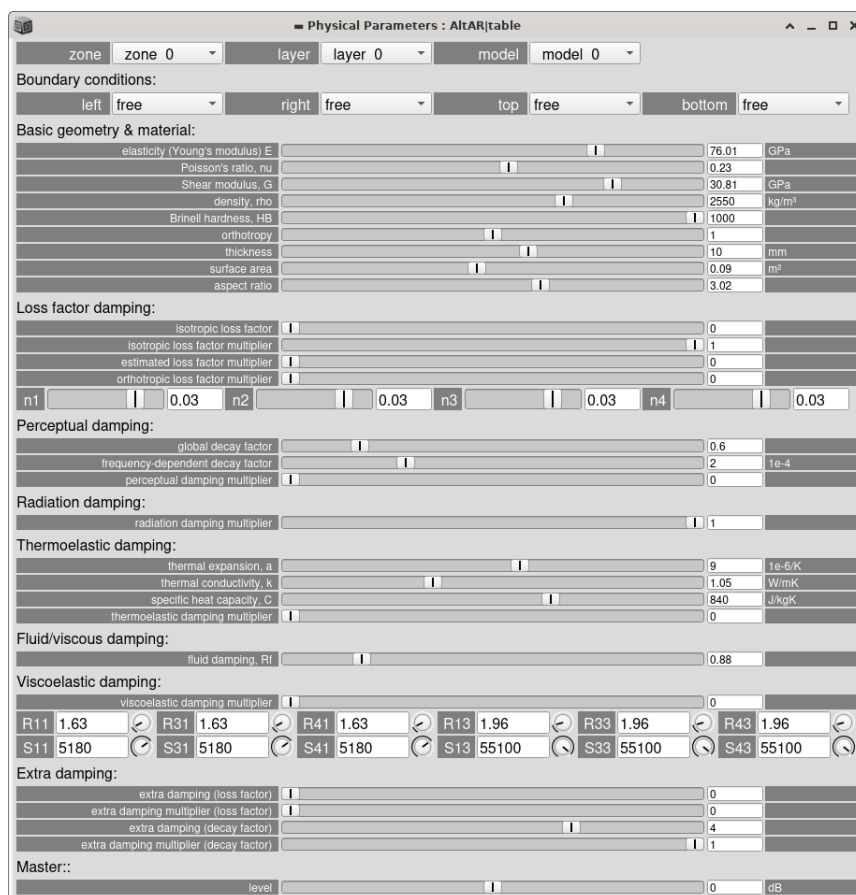 Physical Parameters : AltAR|table
zone zone 0 layer layer 0 model model 0
Boundary conditions:
left free right free top free bottom free
Basic geometry & material:
elasticity (Young's modulus) E 76.01 GPa
Poisson's ratio, nu 0.23
Shear modulus, G 30.81 GPa
density, rho 2550 kg/m³
Brinell hardness, HB 1000
orthotropy 1
thickness 10 mm
surface area 0.09 m²
aspect ratio 3.02
Loss factor damping:
isotropic loss factor 0
isotropic loss factor multiplier 1
estimated loss factor multiplier 0
orthotropic loss factor multiplier 0
n1 0.03 n2 0.03 n3 0.03 n4 0.03
Perceptual damping:
global decay factor 0.6
frequency-dependent decay factor 2 1e-4
perceptual damping multiplier 0
Radiation damping:
radiation damping multiplier 1
Thermoelastic damping:
thermal expansion, a 9 1e-6/K
thermal conductivity, k 1.05 W/mK
specific heat capacity, C 840 J/kgK
thermoelastic damping multiplier 0
Fluid/viscous damping:
fluid damping, Rf 0.88
Viscoelastic damping:
viscoelastic damping multiplier 0
R11 1.63 R31 1.63 R41 1.63 R13 1.96 R33 1.96 R43 1.96
S11 5180 S31 5180 S41 5180 S13 55100 S33 55100 S43 55100
Extra damping:
extra damping (loss factor) 0
extra damping multiplier (loss factor) 0
extra damping (decay factor) 4
extra damping multiplier (decay factor) 1
Master::
level 0 dB